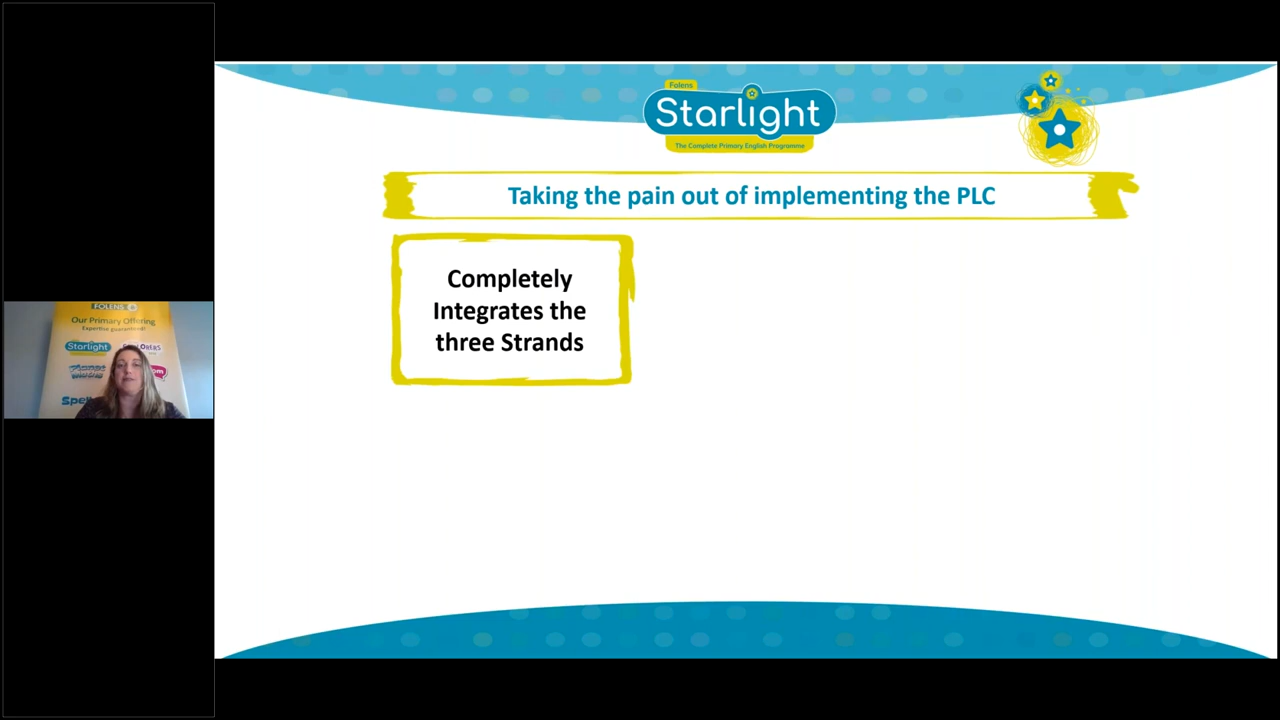 FOLENS
Our Primary Offering
Expertise guaranteed!
Starlight
Folens
Starlight
The Complete Primary English Programme
Taking the pain out of implementing the PLC
Completely
Integrates the
three Strands